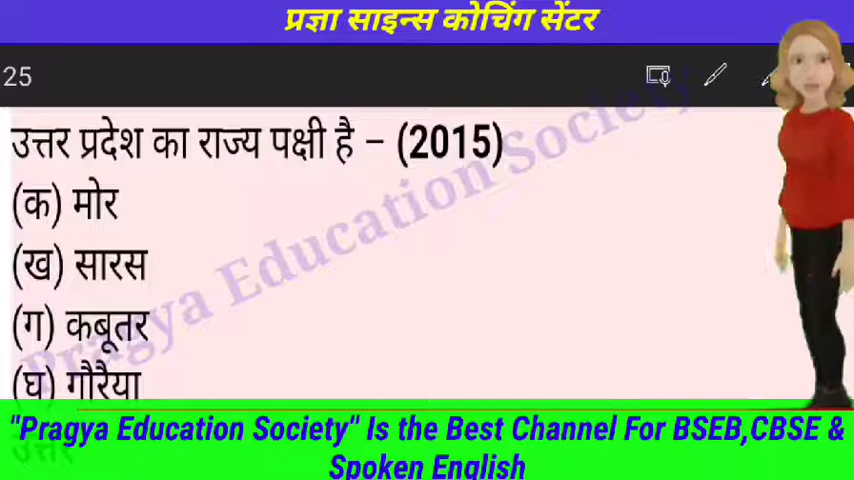 प्रज्ञा साइन्स कोचिंग सेंटर
25
उत्तर प्रदेश का राज्य पक्षी है – (2015)
(क) मोर
(ख) सारस
(ग) कबूतर
(घ) गौरैया
Pragya Education Society
"Pragya Education Society" Is the Best Channel For BSEB,CBSE &
Spoken English